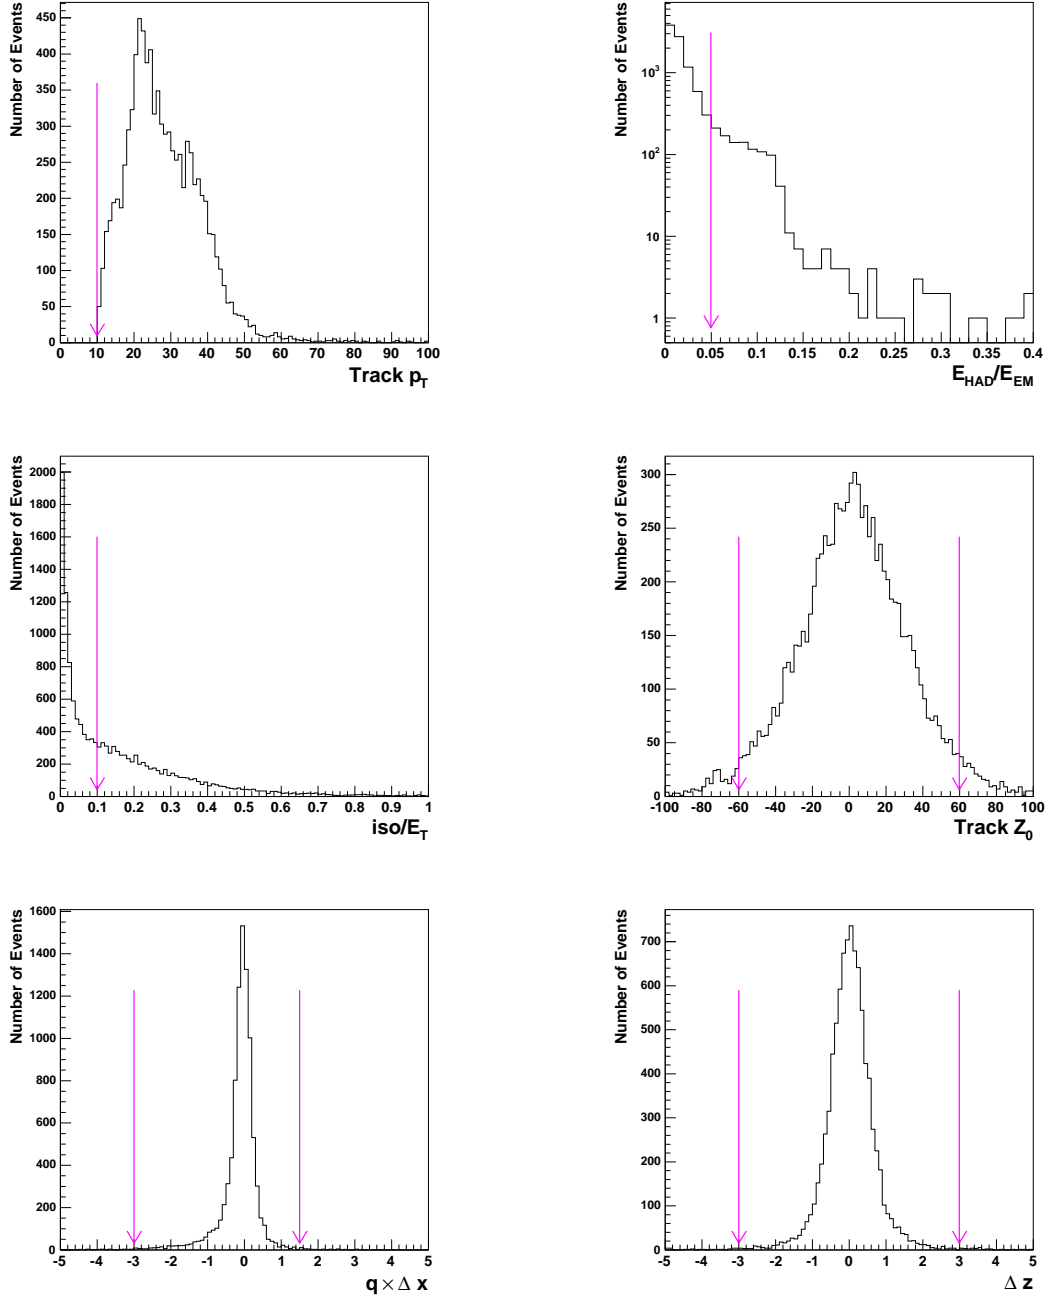 Number of Events
450
400
350
300
250
200
150
100
50
0
0 10 20 30 40 50 60 70 80 90 100
Track p_T
Number of Events
10^3
10^2
10
1
0 0.05 0.1 0.15 0.2 0.25 0.3 0.35 0.4
E_HAD/E_EM
Number of Events
2000
1800
1600
1400
1200
1000
800
600
400
200
0
0 0.1 0.2 0.3 0.4 0.5 0.6 0.7 0.8 0.9 1
iso/E_T
Number of Events
300
250
200
150
100
50
0
-100 -80 -60 -40 -20 0 20 40 60 80 100
Track Z_0
Number of Events
1600
1400
1200
1000
800
600
400
200
0
-5 -4 -3 -2 -1 0 1 2 3 4 5
q × Δ x
Number of Events
700
600
500
400
300
200
100
0
-5 -4 -3 -2 -1 0 1 2 3 4 5
Δ z